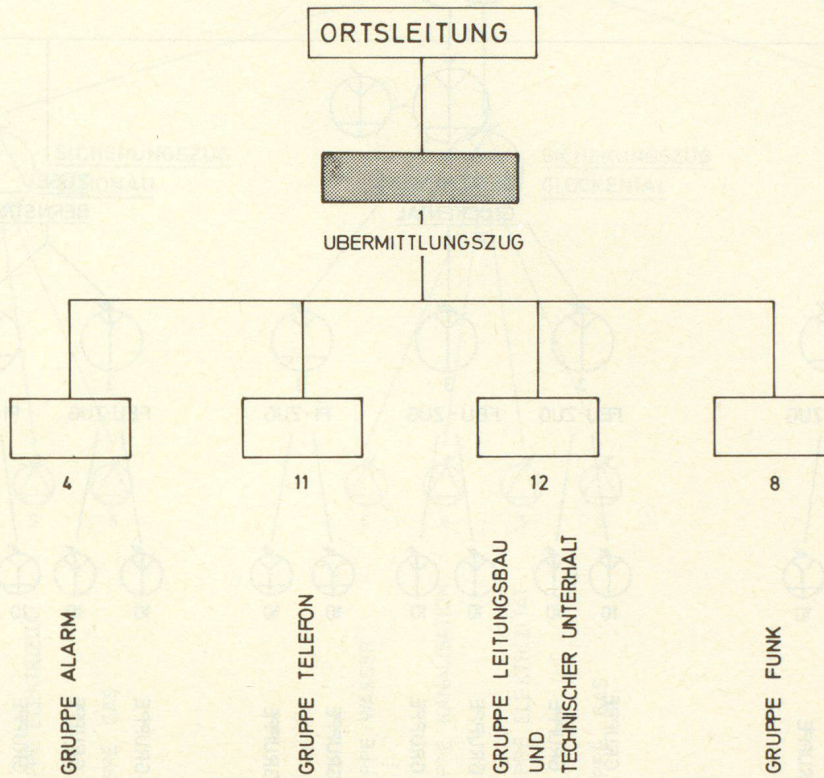 ORTSLEITUNG
1
UBERMITTLUNGSZUG
4
11
12
8
GRUPPE ALARM
GRUPPE TELEFON
GRUPPE LEITUNGSBAU
UND
TECHNISCHER UNTERHALT
GRUPPE FUNK